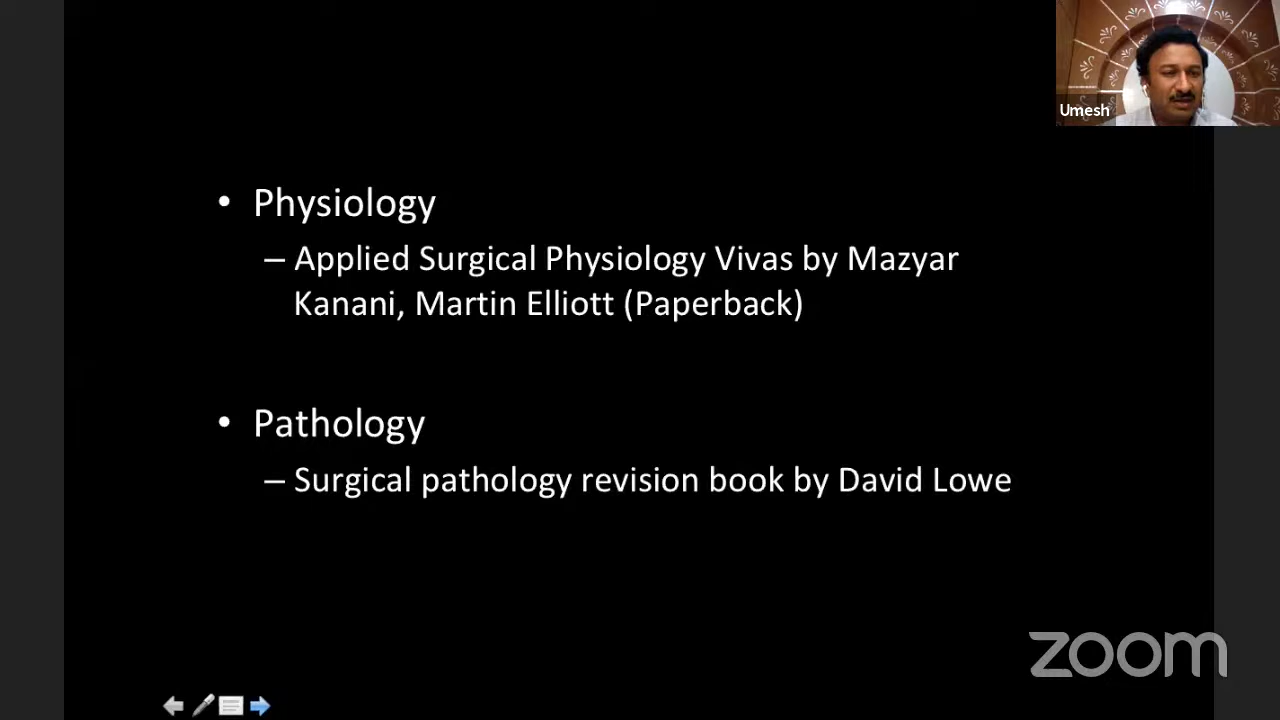 Umesh
• Physiology
– Applied Surgical Physiology Vivas by Mazyar
Kanani, Martin Elliott (Paperback)
• Pathology
– Surgical pathology revision book by David Lowe
zoom